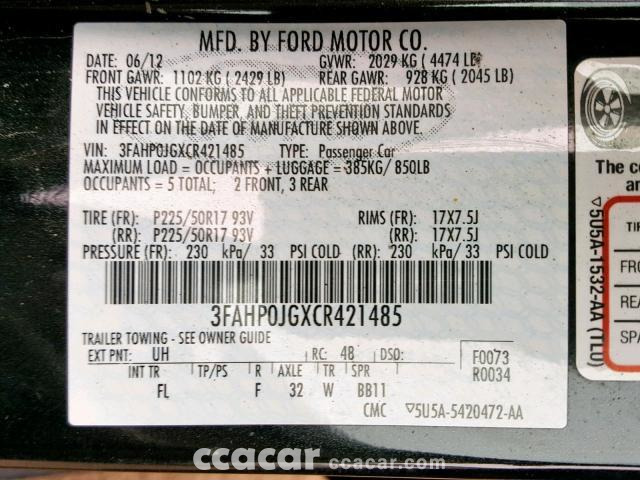 MFD. BY FORD MOTOR CO.
DATE: 06/12 GVWR: 2029 KG ( 4474 LB
FRONT GAWR: 1102 KG ( 2429 LB) REAR GAWR: 928 KG ( 2045 LB)
THIS VEHICLE CONFORMS TO ALL APPLICABLE FEDERAL MOTOR
VEHICLE SAFETY, BUMPER, AND THEFT PREVENTION STANDARDS
IN EFFECT ON THE DATE OF MANUFACTURE SHOWN ABOVE.
VIN: 3FAHP0JGXCR421485 TYPE: Passenger Car
MAXIMUM LOAD = OCCUPANTS + LUGGAGE = 385KG/ 850LB
OCCUPANTS = 5 TOTAL; 2 FRONT, 3 REAR
TIRE (FR): P225/50R17 93V RIMS (FR): 17X7.5J
(RR): P225/50R17 93V (RR): 17X7.5J
PRESSURE (FR): 230 kPa/ 33 PSI COLD (RR): 230 kPa/ 33 PSI COLD
3FAHP0JGXCR421485
TRAILER TOWING - SEE OWNER GUIDE
EXT PNT: UH RC: 48 DSO: F0073
INT TR TP/PS R AXLE TR SPR R0034
FL F 32 W BB11
CMC ▽5U5A-5420472-AA
The co
an
TIR
FRO
REA
SPA
▽5U5A-1532-AA (TLU)
ccacar ccacar.com